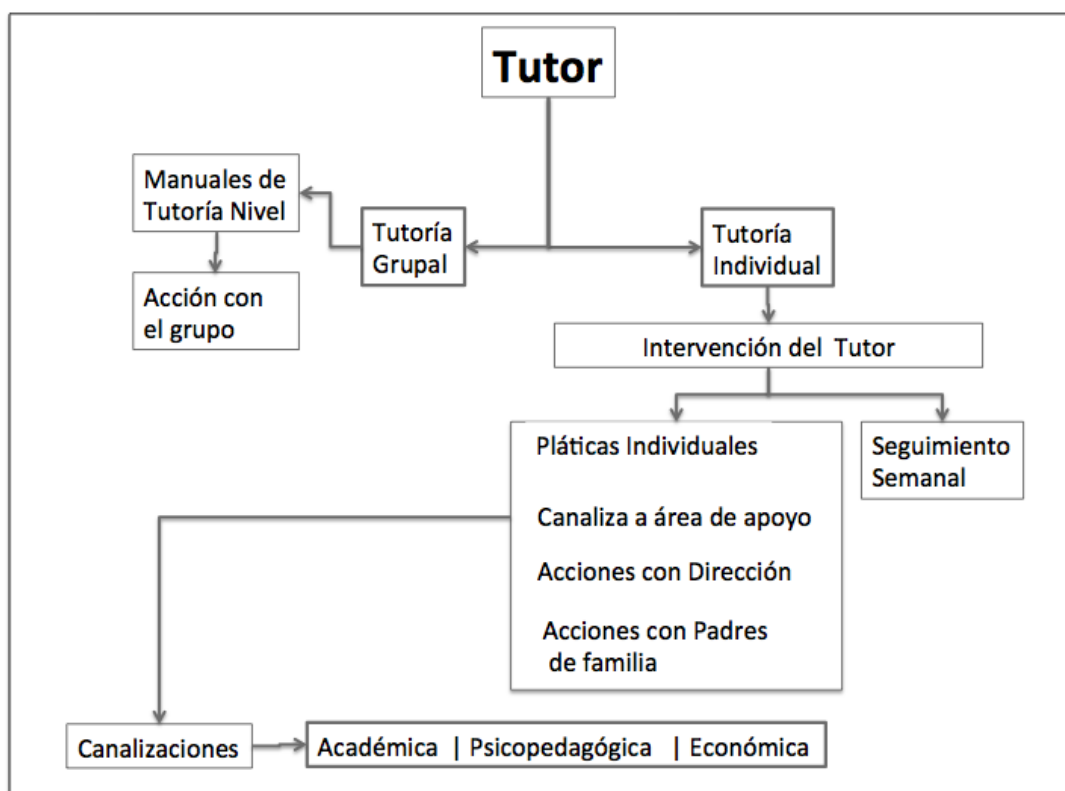 Tutor
Manuales de
Tutoría Nivel
Tutoría
Grupal
Tutoría
Individual
Acción con
el grupo
Intervención del Tutor
Pláticas Individuales
Canaliza a área de apoyo
Acciones con Dirección
Acciones con Padres
de familia
Seguimiento
Semanal
Canalizaciones
Académica | Psicopedagógica | Económica